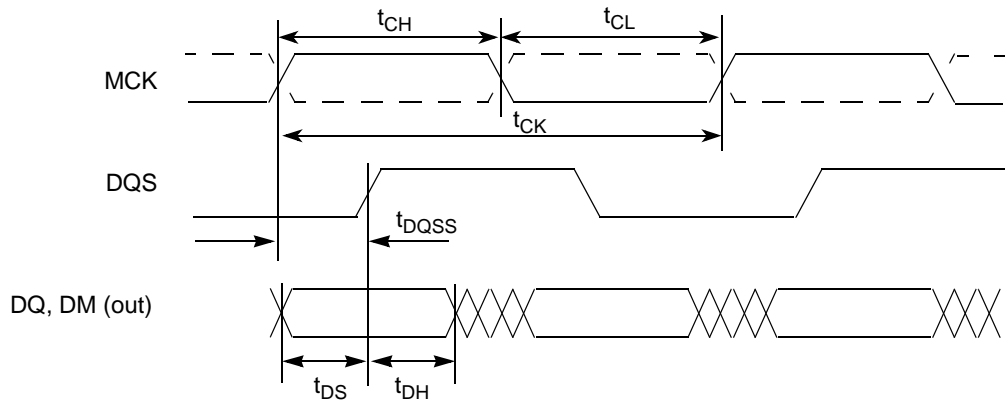 tCH
tCL
MCK
tCK
DQS
tDQSS
DQ, DM (out)
tDS
tDH